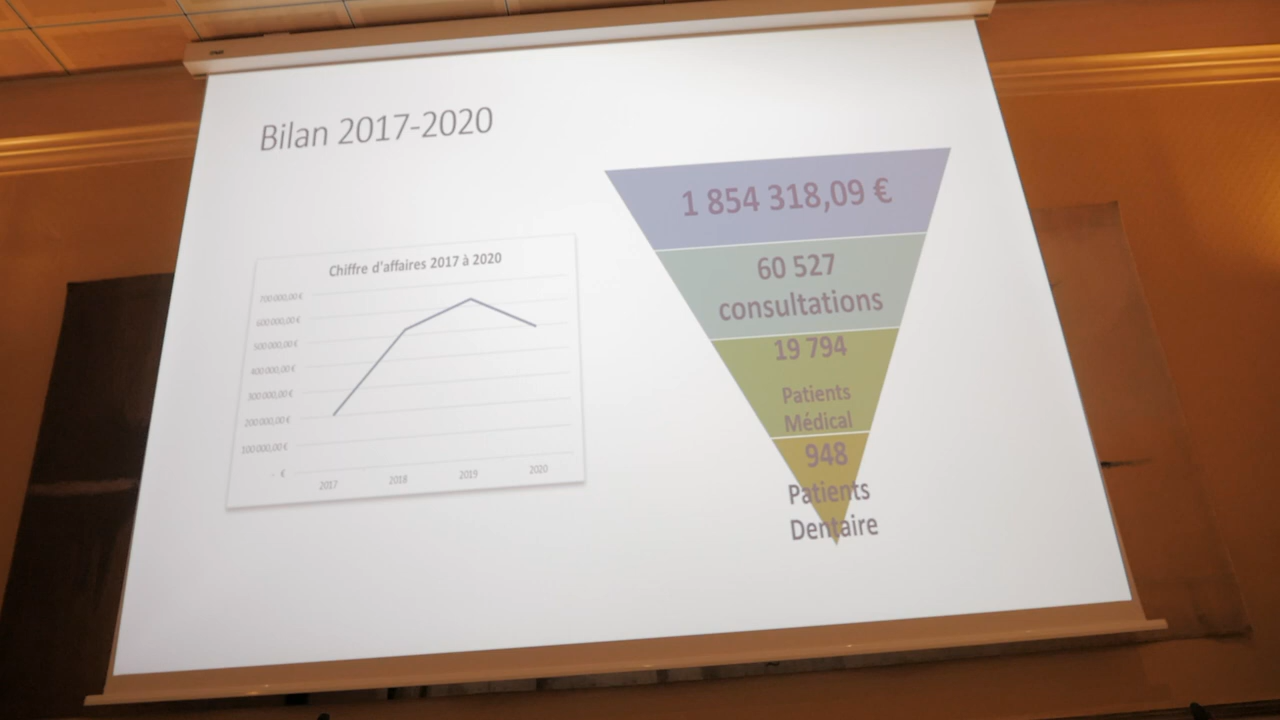 Bilan 2017-2020
Chiffre d'affaires 2017 à 2020
700 000,00 €
600 000,00 €
500 000,00 €
400 000,00 €
300 000,00 €
200 000,00 €
100 000,00 €
- €
2017
2018
2019
2020
1 854 318,09 €
60 527
consultations
19 794
Patients
Médical
948
Patients
Dentaire